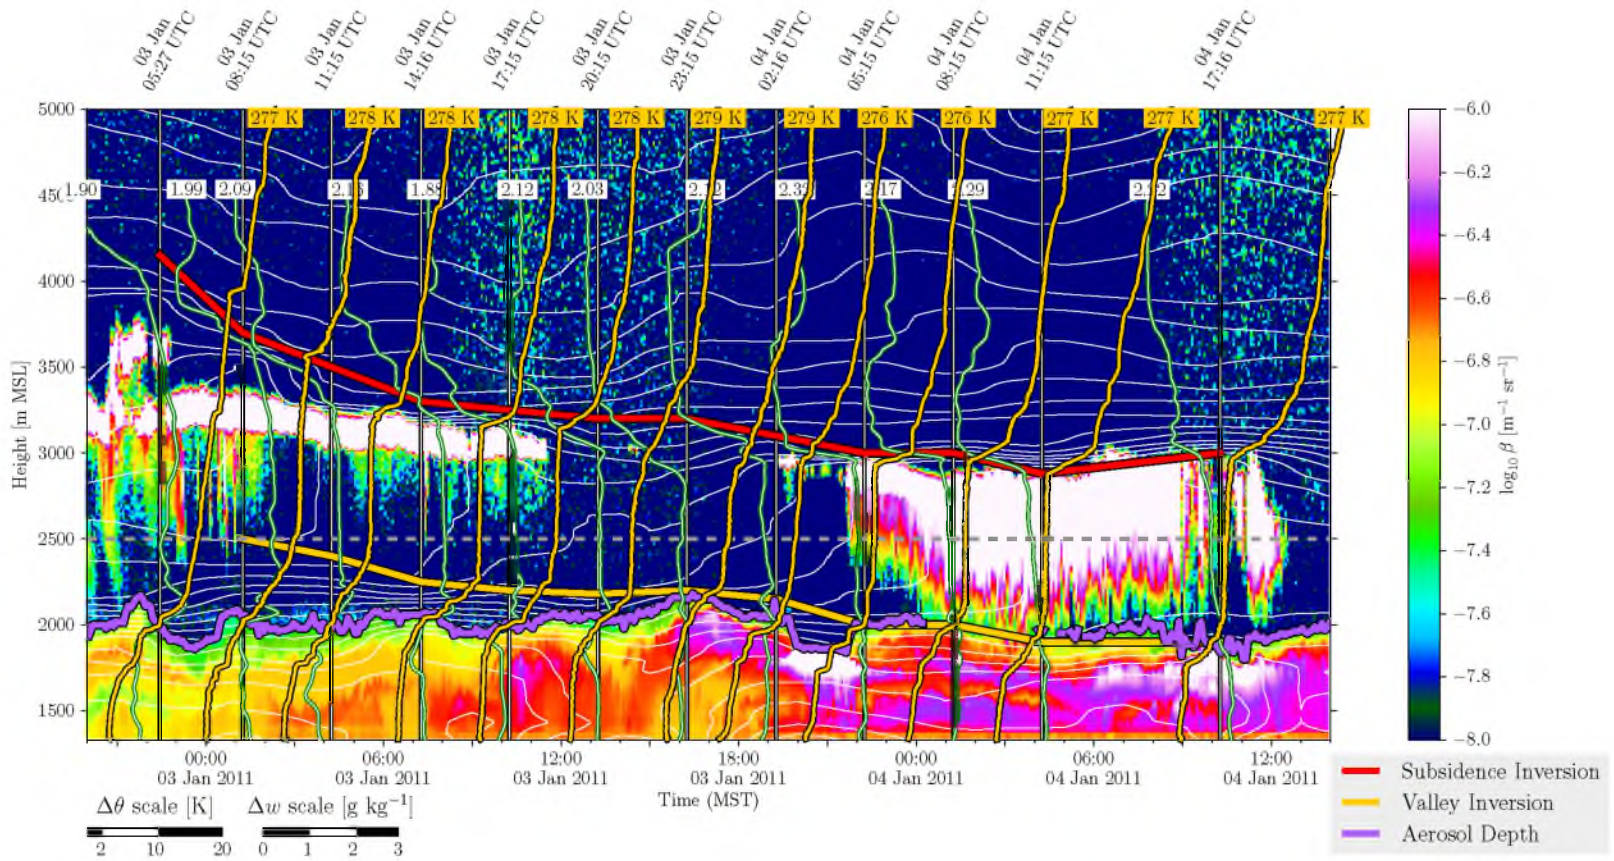 03 Jan
05:27 UTC
03 Jan
08:15 UTC
03 Jan
11:15 UTC
03 Jan
14:16 UTC
03 Jan
17:15 UTC
03 Jan
20:15 UTC
03 Jan
23:15 UTC
04 Jan
02:16 UTC
04 Jan
05:15 UTC
04 Jan
08:15 UTC
04 Jan
11:15 UTC
04 Jan
17:16 UTC
5000 277 K 278 K 278 K 278 K 278 K 279 K 279 K 276 K 276 K 277 K 277 K 277 K −6.0
−6.2
1.90 1.99 2.09 2.12 2.03
−6.4
4000
−6.6
3500
−6.8
Height [m MSL]
3000
−7.0
log₁₀ β [m⁻¹ sr⁻¹]
−7.2
2500
−7.4
2000
−7.6
−7.8
1500
−8.0
00:00 06:00 12:00 18:00 00:00 06:00 12:00
03 Jan 2011 03 Jan 2011 03 Jan 2011 03 Jan 2011 04 Jan 2011 04 Jan 2011 04 Jan 2011
Time (MST)
Δθ scale [K] Δw scale [g kg⁻¹]
2 10 20 0 1 2 3
Subsidence Inversion
Valley Inversion
Aerosol Depth